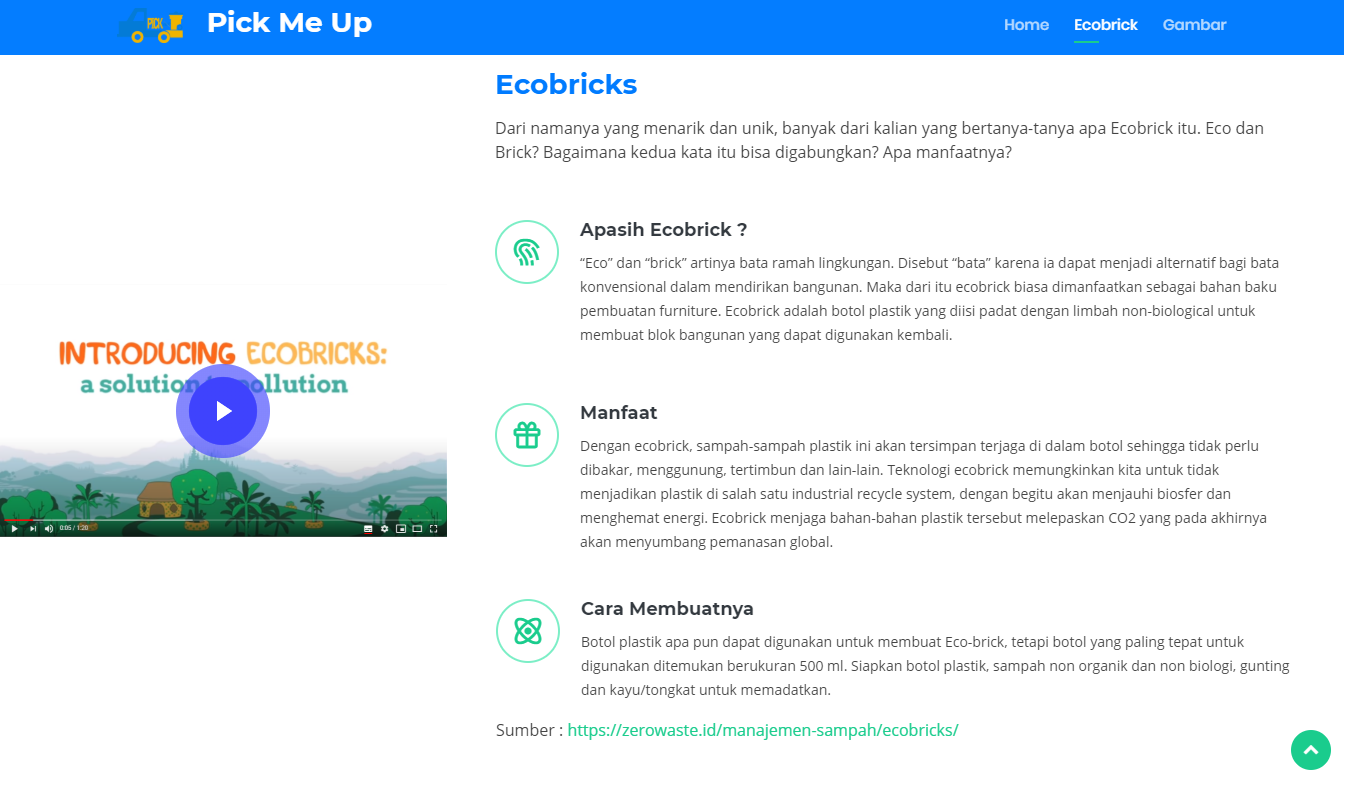 PICK
Pick Me Up
Home Ecobrick Gambar
Ecobricks
Dari namanya yang menarik dan unik, banyak dari kalian yang bertanya-tanya apa Ecobrick itu. Eco dan
Brick? Bagaimana kedua kata itu bisa digabungkan? Apa manfaatnya?
INTRODUCING ECOBRICKS:
a solution pollution
0:05 / 1:20
Apasih Ecobrick ?
“Eco” dan “brick” artinya bata ramah lingkungan. Disebut “bata” karena ia dapat menjadi alternatif bagi bata
konvensional dalam mendirikan bangunan. Maka dari itu ecobrick biasa dimanfaatkan sebagai bahan baku
pembuatan furniture. Ecobrick adalah botol plastik yang diisi padat dengan limbah non-biological untuk
membuat blok bangunan yang dapat digunakan kembali.
Manfaat
Dengan ecobrick, sampah-sampah plastik ini akan tersimpan terjaga di dalam botol sehingga tidak perlu
dibakar, menggunung, tertimbun dan lain-lain. Teknologi ecobrick memungkinkan kita untuk tidak
menjadikan plastik di salah satu industrial recycle system, dengan begitu akan menjauhi biosfer dan
menghemat energi. Ecobrick menjaga bahan-bahan plastik tersebut melepaskan CO2 yang pada akhirnya
akan menyumbang pemanasan global.
Cara Membuatnya
Botol plastik apa pun dapat digunakan untuk membuat Eco-brick, tetapi botol yang paling tepat untuk
digunakan ditemukan berukuran 500 ml. Siapkan botol plastik, sampah non organik dan non biologi, gunting
dan kayu/tongkat untuk memadatkan.
Sumber : https://zerowaste.id/manajemen-sampah/ecobricks/